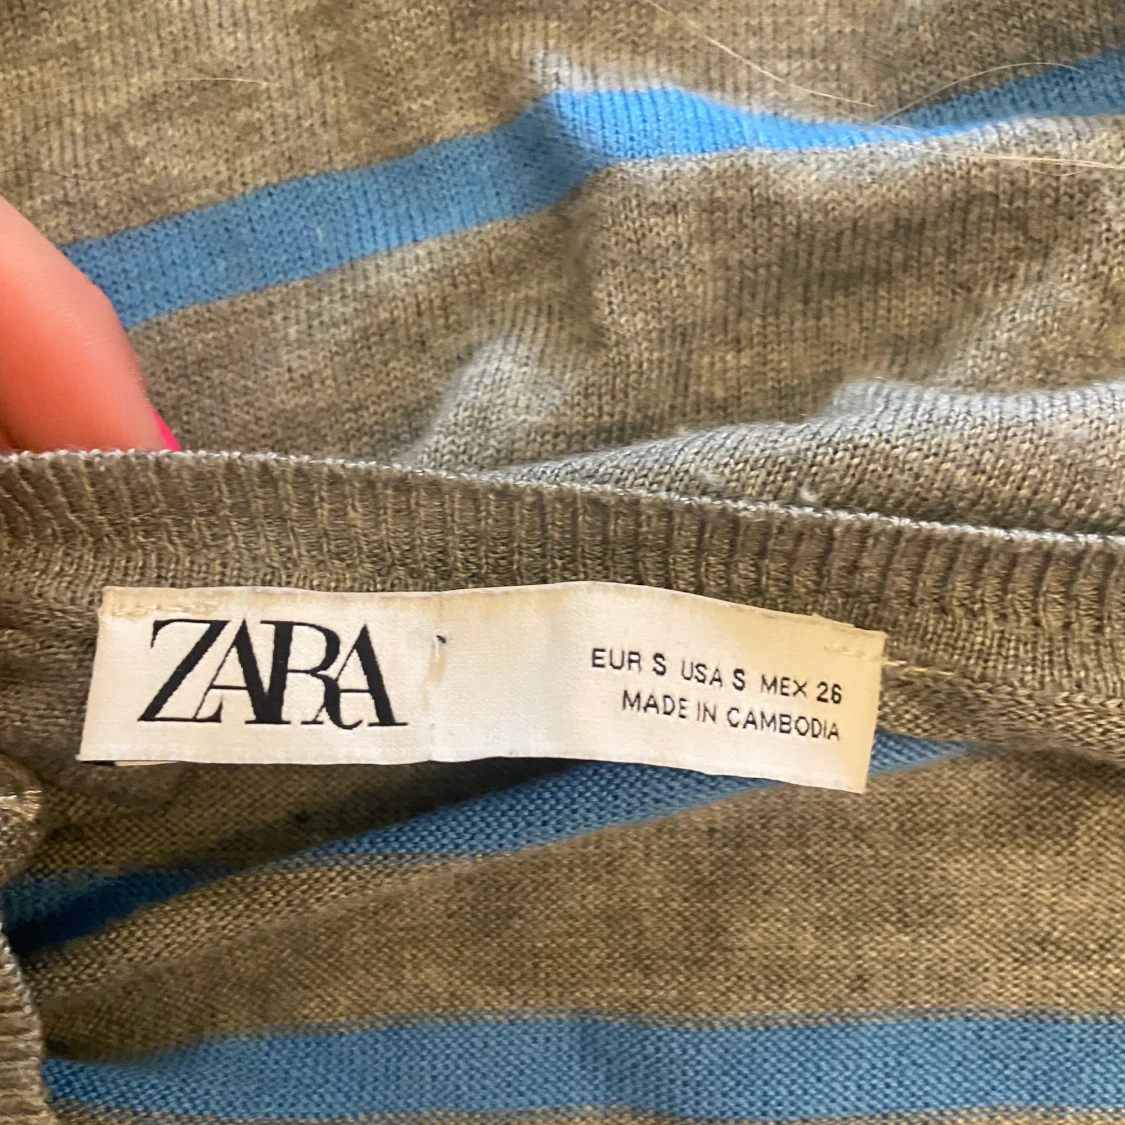 ZARA
EUR S USA S MEX 26
MADE IN CAMBODIA